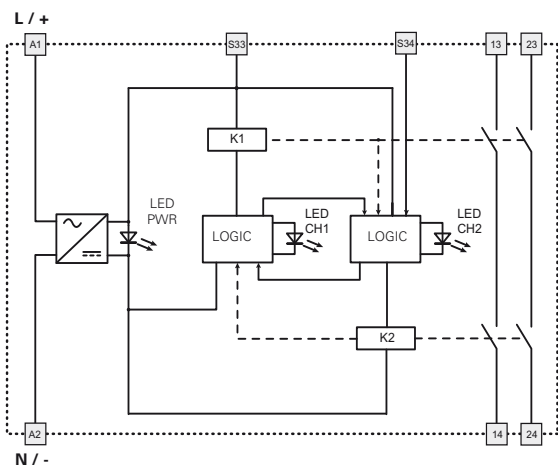 L / +
A1
S33
S34
13
23
K1
LED
PWR
LOGIC
LED
CH1
LOGIC
LED
CH2
K2
A2
14
24
N / -